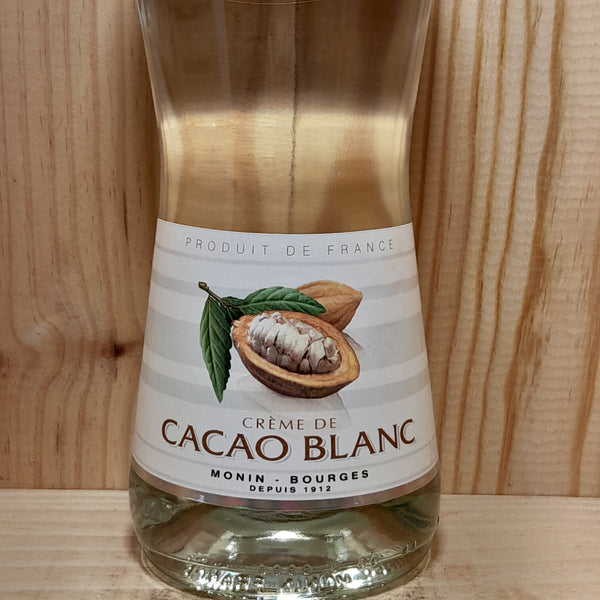 PRODUIT DE FRANCE
CRÈME DE
CACAO BLANC
MONIN - BOURGES
DEPUIS 1912